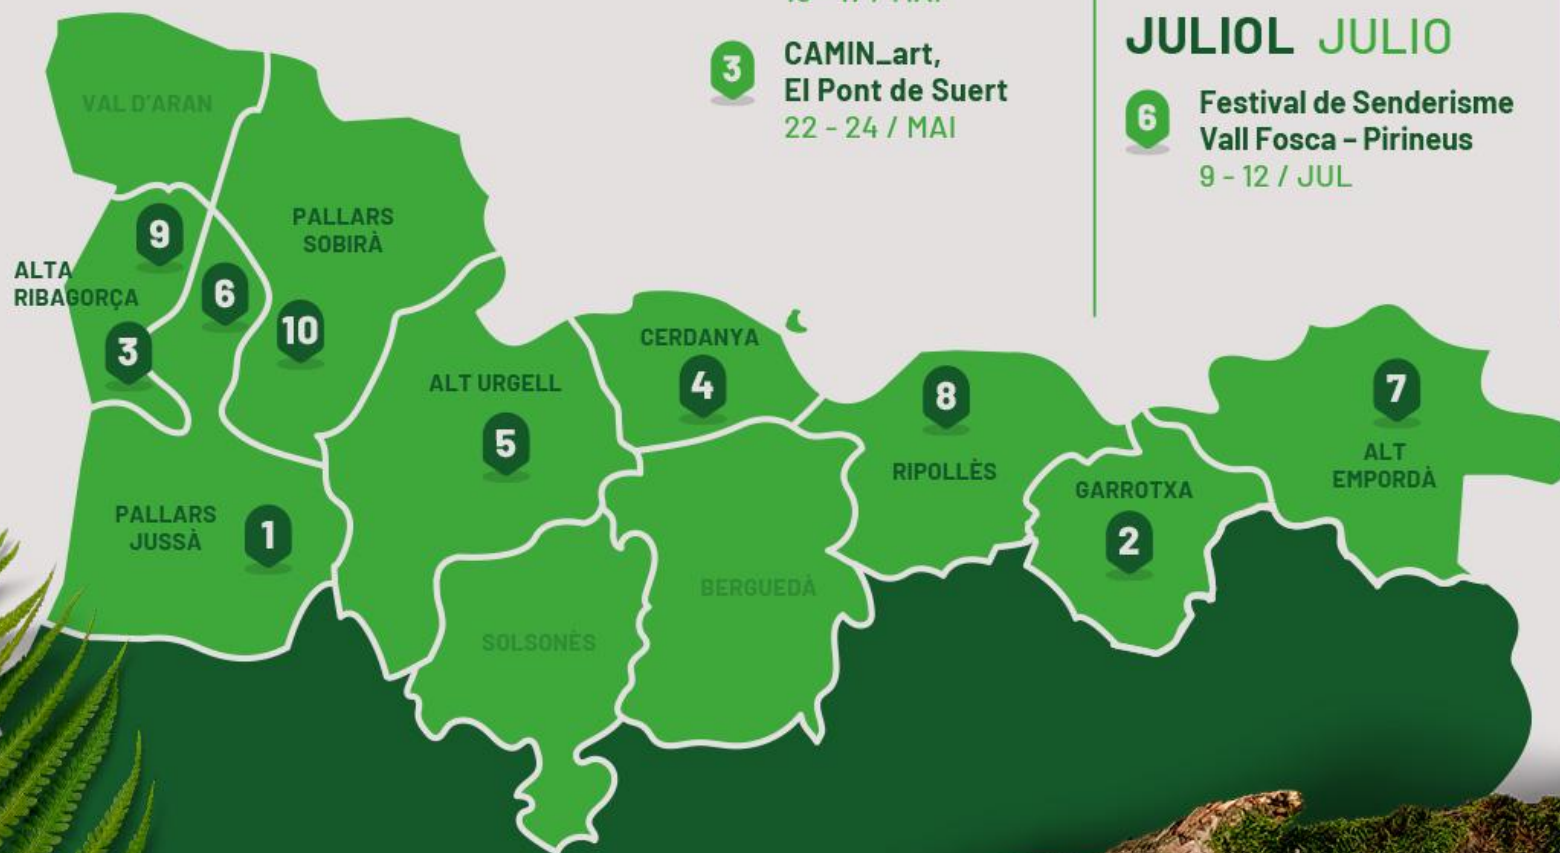 3
CAMIN_art,
El Pont de Suert
22 - 24 / MAI
JULIOL JULIO
6
Festival de Senderisme
Vall Fosca – Pirineus
9 - 12 / JUL
VAL D'ARAN
PALLARS
SOBIRÀ
9
ALTA
RIBAGORÇA
6
10
3
CERDANYA
4
ALT URGELL
5
8
RIPOLLÈS
7
ALT
EMPORDÀ
GARROTXA
2
PALLARS
JUSSÀ
1
BERGUEDÀ
SOLSONÈS